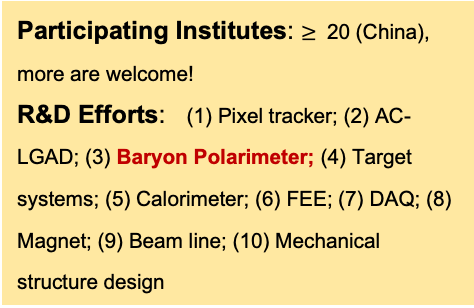 Participating Institutes: ≥ 20 (China),
more are welcome!
R&D Efforts: (1) Pixel tracker; (2) AC-
LGAD; (3) Baryon Polarimeter; (4) Target
systems; (5) Calorimeter; (6) FEE; (7) DAQ; (8)
Magnet; (9) Beam line; (10) Mechanical
structure design